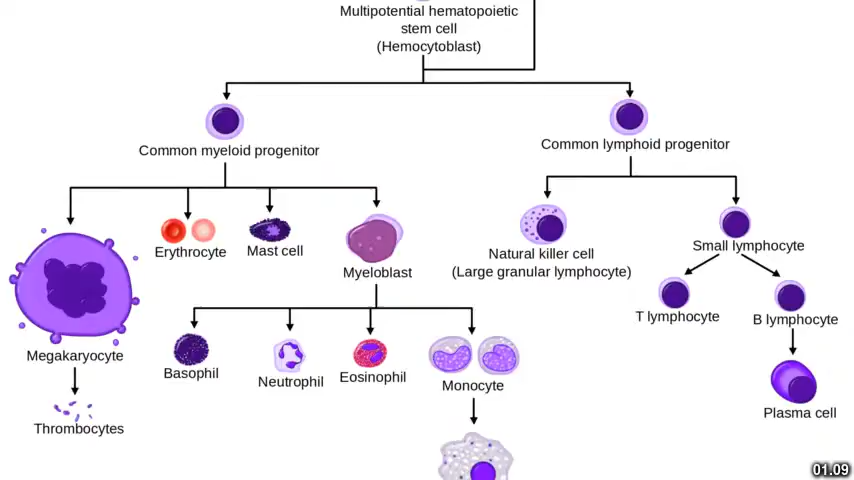 Multipotential hematopoietic
stem cell
(Hemocytoblast)
Common myeloid progenitor
Common lymphoid progenitor
Erythrocyte
Mast cell
Myeloblast
Natural killer cell
(Large granular lymphocyte)
Small lymphocyte
T lymphocyte
B lymphocyte
Megakaryocyte
Basophil
Neutrophil
Eosinophil
Monocyte
Plasma cell
Thrombocytes
01.09